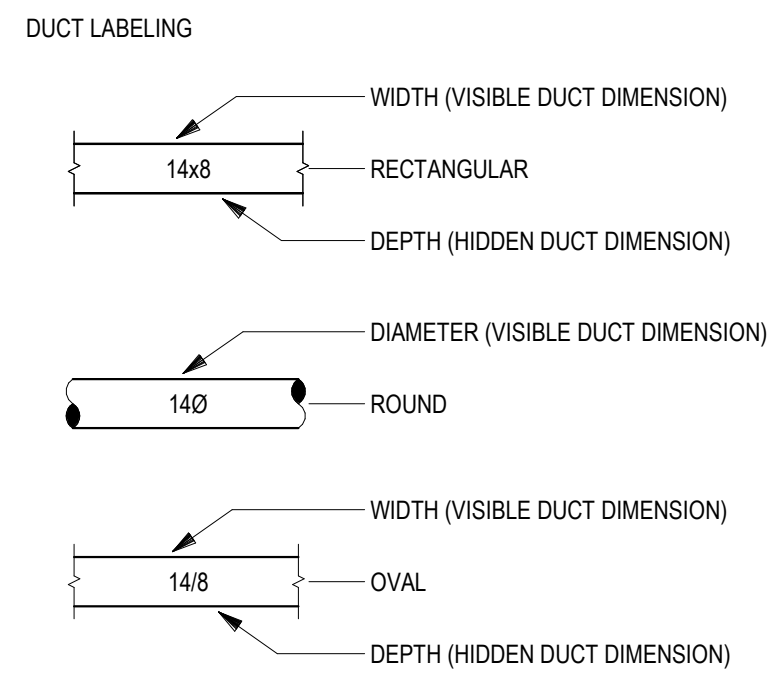 DUCT LABELING
WIDTH (VISIBLE DUCT DIMENSION)
14x8
RECTANGULAR
DEPTH (HIDDEN DUCT DIMENSION)
DIAMETER (VISIBLE DUCT DIMENSION)
14Ø
ROUND
WIDTH (VISIBLE DUCT DIMENSION)
14/8
OVAL
DEPTH (HIDDEN DUCT DIMENSION)